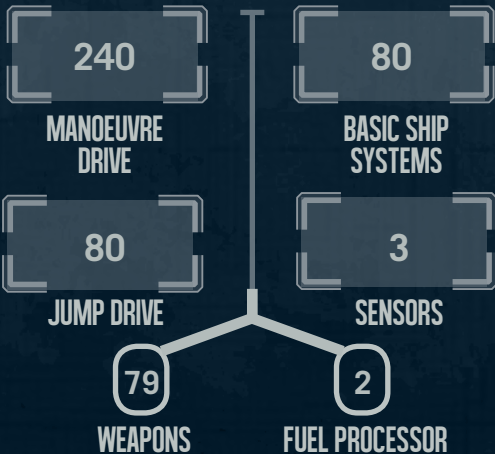 240
80
MANOEUVRE
DRIVE
BASIC SHIP
SYSTEMS
80
3
JUMP DRIVE
SENSORS
79
2
WEAPONS
FUEL PROCESSOR